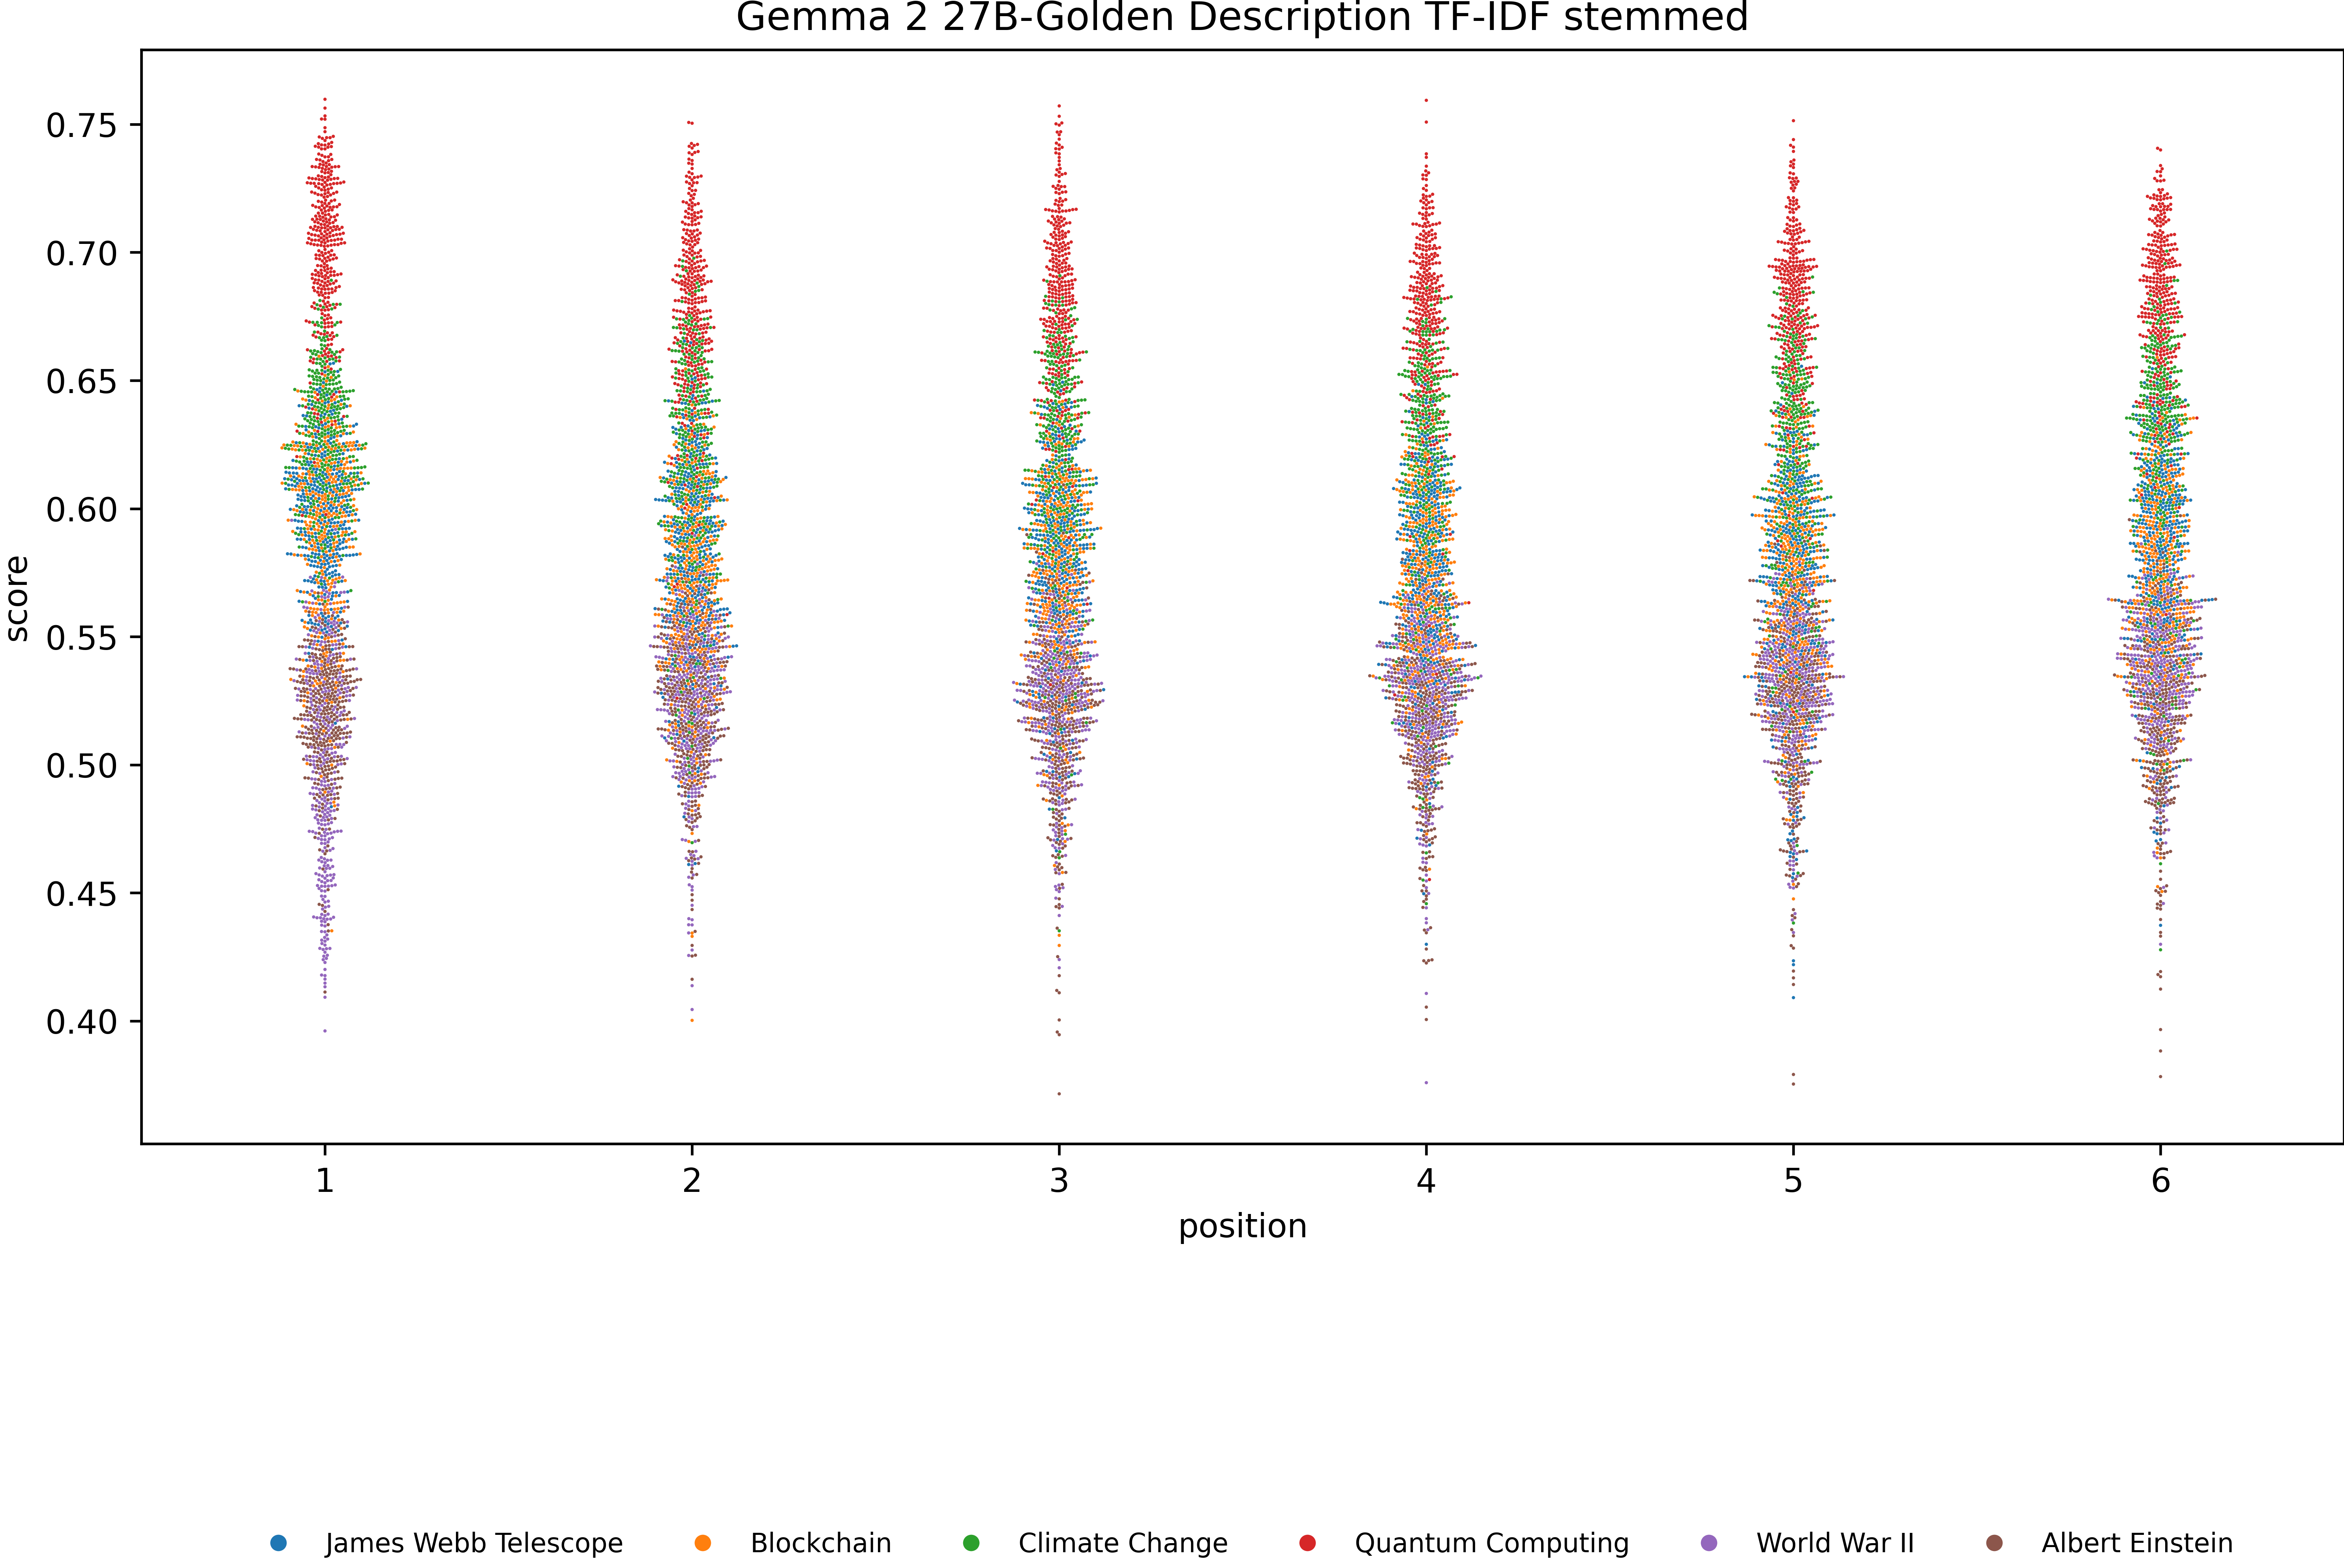 Gemma 2 27B-Golden Description TF-IDF stemmed
0.75
0.70
0.65
0.60
0.55
0.50
0.45
0.40
score
1 2 3 4 5 6
position
James Webb Telescope Blockchain Climate Change Quantum Computing World War II Albert Einstein